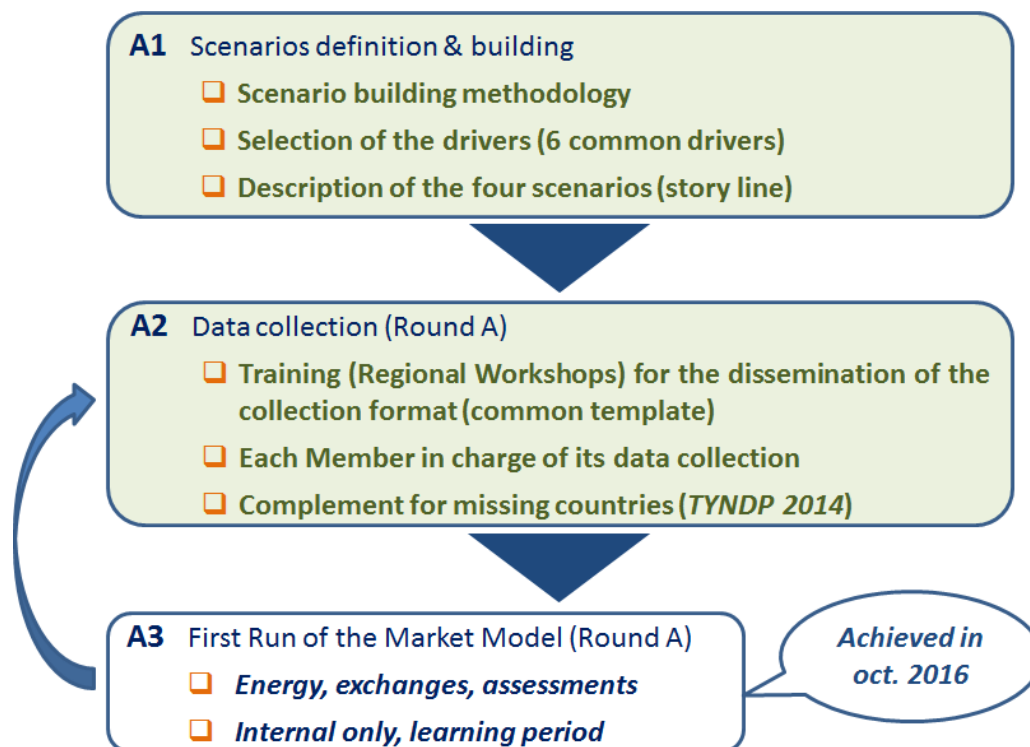 A1 Scenarios definition & building
Scenario building methodology
Selection of the drivers (6 common drivers)
Description of the four scenarios (story line)
A2 Data collection (Round A)
Training (Regional Workshops) for the dissemination of the
collection format (common template)
Each Member in charge of its data collection
Complement for missing countries (TYNDP 2014)
A3 First Run of the Market Model (Round A)
Energy, exchanges, assessments
Internal only, learning period
Achieved in
oct. 2016